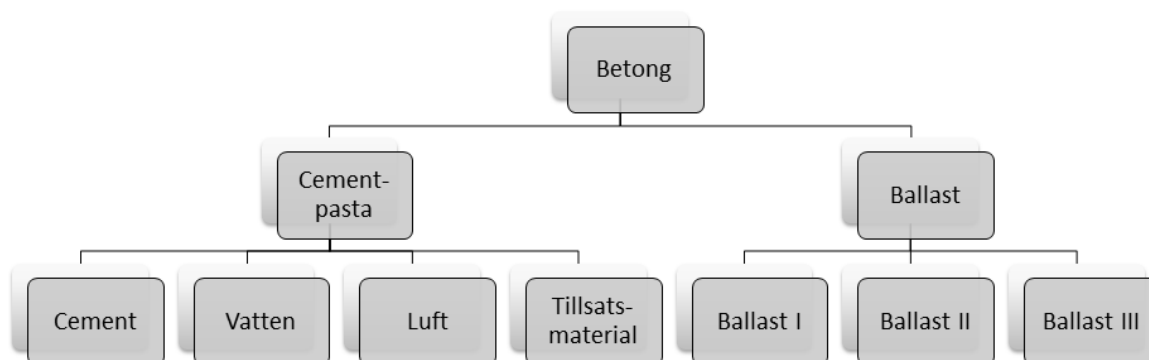 Betong
Cement-
pasta
Ballast
Cement
Vatten
Luft
Tillsats-
material
Ballast I
Ballast II
Ballast III